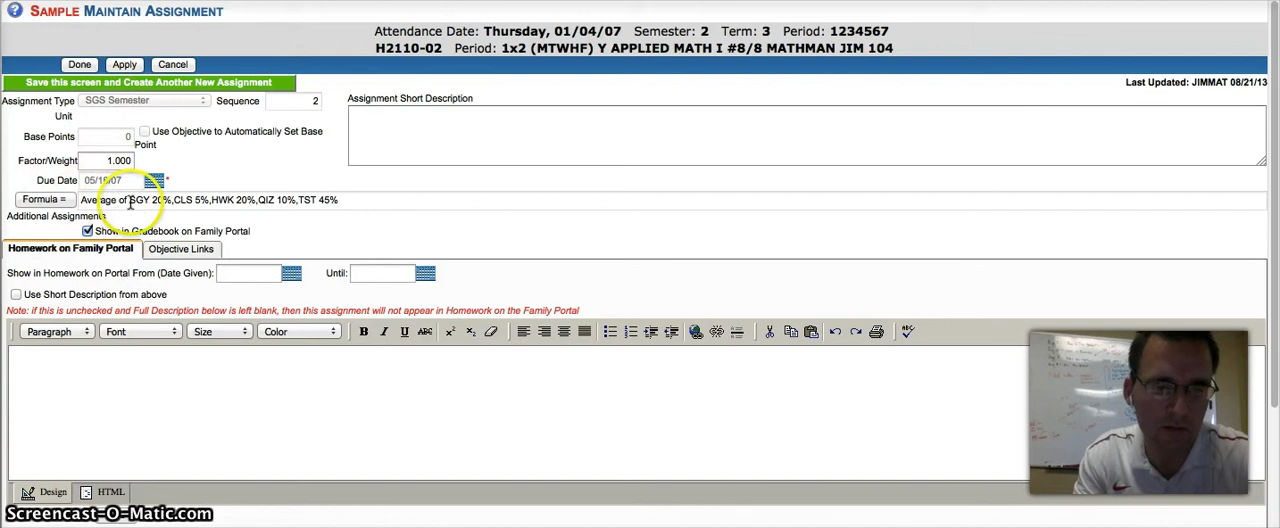 SAMPLE MAINTAIN ASSIGNMENT
Attendance Date: Thursday, 01/04/07 Semester: 2 Term: 3 Period: 1234567
H2110-02 Period: 1x2 (MTWHF) Y APPLIED MATH I #8/8 MATHMAN JIM 104
Done Apply Cancel
Save this screen and Create Another New Assignment
Last Updated: JIMMAT 08/21/13
Assignment Type SGS Semester Sequence 2 Assignment Short Description
Unit
Base Points 0 Use Objective to Automatically Set Base
Point
Factor/Weight 1.000
Due Date *
Formula = Average of SGY 20%,CLS 5%,HWK 20%,QIZ 10%,TST 45%
Additional Assignments
Show in Gradebook on Family Portal
Homework on Family Portal Objective Links
Show in Homework on Portal From (Date Given): Until:
Use Short Description from above
Note: if this is unchecked and Full Description below is left blank, then this assignment will not appear in Homework on the Family Portal
Paragraph Font Size Color B I U ABC x² x₂ ABC
Design HTML
Screencast-O-Matic.com